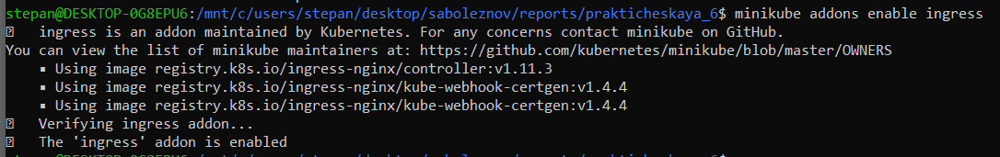 stepan@DESKTOP-0G8EPU6:/mnt/c/users/stepan/desktop/saboleznov/reports/prakticheskaya_6$ minikube addons enable ingress
ingress is an addon maintained by Kubernetes. For any concerns contact minikube on GitHub.
You can view the list of minikube maintainers at: https://github.com/kubernetes/minikube/blob/master/OWNERS
▪ Using image registry.k8s.io/ingress-nginx/controller:v1.11.3
▪ Using image registry.k8s.io/ingress-nginx/kube-webhook-certgen:v1.4.4
▪ Using image registry.k8s.io/ingress-nginx/kube-webhook-certgen:v1.4.4
Verifying ingress addon...
The 'ingress' addon is enabled